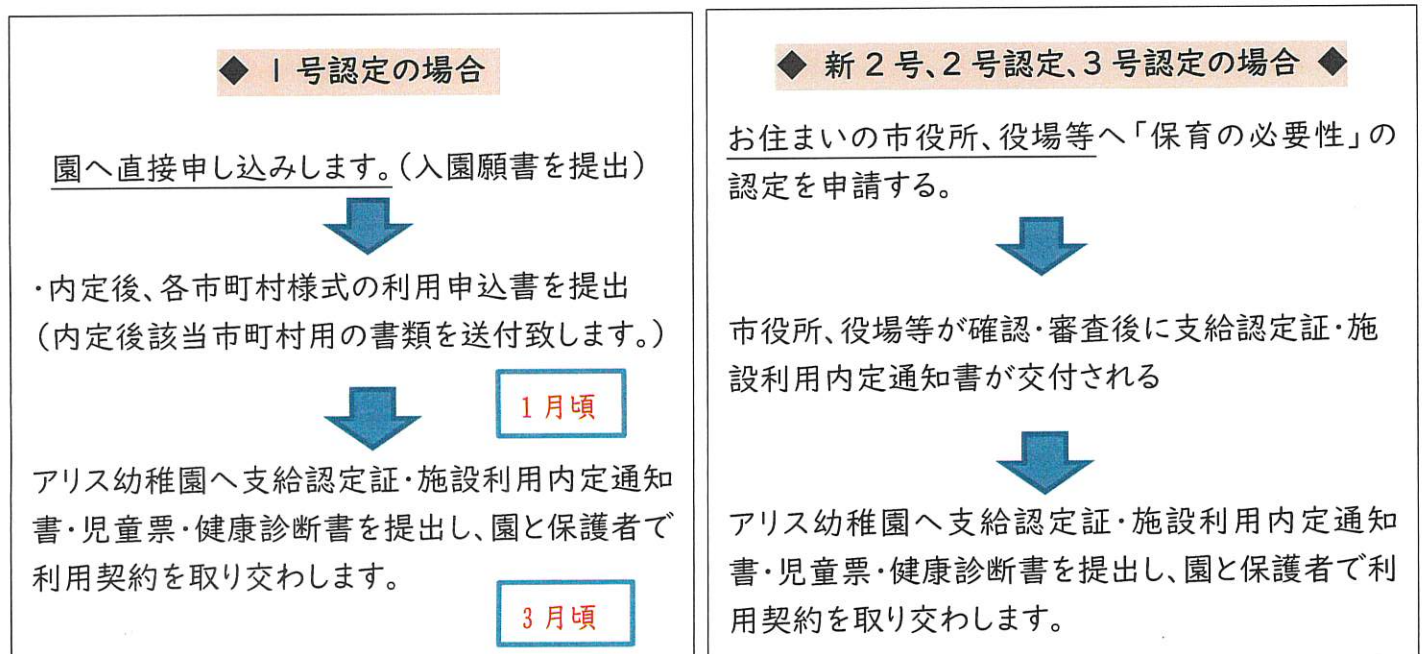 ◆ 1号認定の場合
園へ直接申し込みします。（入園願書を提出）
・内定後、各市町村様式の利用申込書を提出
（内定後該当市町村用の書類を送付致します。）
1月頃
アリス幼稚園へ支給認定証・施設利用内定通知
書・児童票・健康診断書を提出し、園と保護者で
利用契約を取り交わします。
3月頃
◆ 新2号、2号認定、3号認定の場合 ◆
お住まいの市役所、役場等へ「保育の必要性」の
認定を申請する。
市役所、役場等が確認・審査後に支給認定証・施
設利用内定通知書が交付される
アリス幼稚園へ支給認定証・施設利用内定通知
書・児童票・健康診断書を提出し、園と保護者で利
用契約を取り交わします。